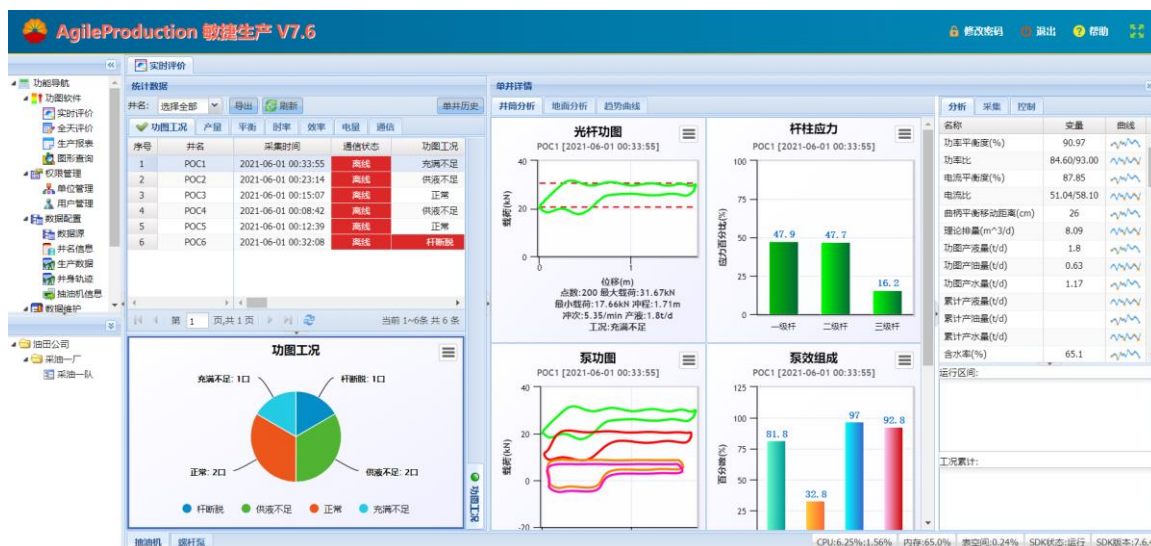 AgileProduction 敏捷生产 V7.6
修改密码 退出 帮助
功能导航
功图软件
实时评价
全天评价
生产报表
图形查询
权限管理
单位管理
用户管理
数据配置
数据源
井名信息
生产数据
井身轨迹
抽油机信息
数据维护
油田公司
采油一厂
采油一队
实时评价
统计数据
井名: 选择全部 导出 刷新 单井历史
功图工况 产量 平衡 时率 效率 电量 通信
序号 井名 采集时间 通信状态 功图工况
1 POC1 2021-06-01 00:33:55 离线 充满不足
2 POC2 2021-06-01 00:23:14 离线 供液不足
3 POC3 2021-06-01 00:15:07 离线 正常
4 POC4 2021-06-01 00:08:42 离线 供液不足
5 POC5 2021-06-01 00:12:39 离线 正常
6 POC6 2021-06-01 00:32:08 离线 杆断脱
第 1 页,共 1 页 当前 1~6条 共 6 条
功图工况
充满不足: 1口 杆断脱: 1口
正常: 2口 供液不足: 2口
杆断脱 供液不足 正常 充满不足
功图工况
抽油机 螺杆泵
单井详情
井筒分析 地面分析 趋势曲线
光杆功图
POC1 [2021-06-01 00:33:55]
载荷(kN)
40
20
0
0 1
位移(m)
点数:200 最大载荷:31.67kN
最小载荷:17.66kN 冲程:1.71m
冲次:5.35/min 产液:1.8t/d
工况:充满不足
杆柱应力
POC1 [2021-06-01 00:33:55]
应力百分比(%)
100
75
50
25
0
47.9 47.7 16.2
一级杆 二级杆 三级杆
泵功图
POC1 [2021-06-01 00:33:55]
载荷(kN)
40
20
0
-20
泵效组成
POC1 [2021-06-01 00:33:55]
百分数(%)
125
100
75
50
25
81.8 32.8 97 92.8
分析 采集 控制
名称 变量 曲线
功率平衡度(%) 90.97
功率比 84.60/93.00
电流平衡度(%) 87.85
电流比 51.04/58.10
曲柄平衡移动距离(cm) 26
理论排量(m^3/d) 8.09
功图产液量(t/d) 1.8
功图产油量(t/d) 0.63
功图产水量(t/d) 1.17
累计产液量(t/d)
累计产油量(t/d)
累计产水量(t/d)
含水率(%) 65.1
运行区间:
工况累计:
CPU:6.25%;1.56% 内存:65.0% 表空间:0.24% SDK状态:运行 SDK版本:7.6.4